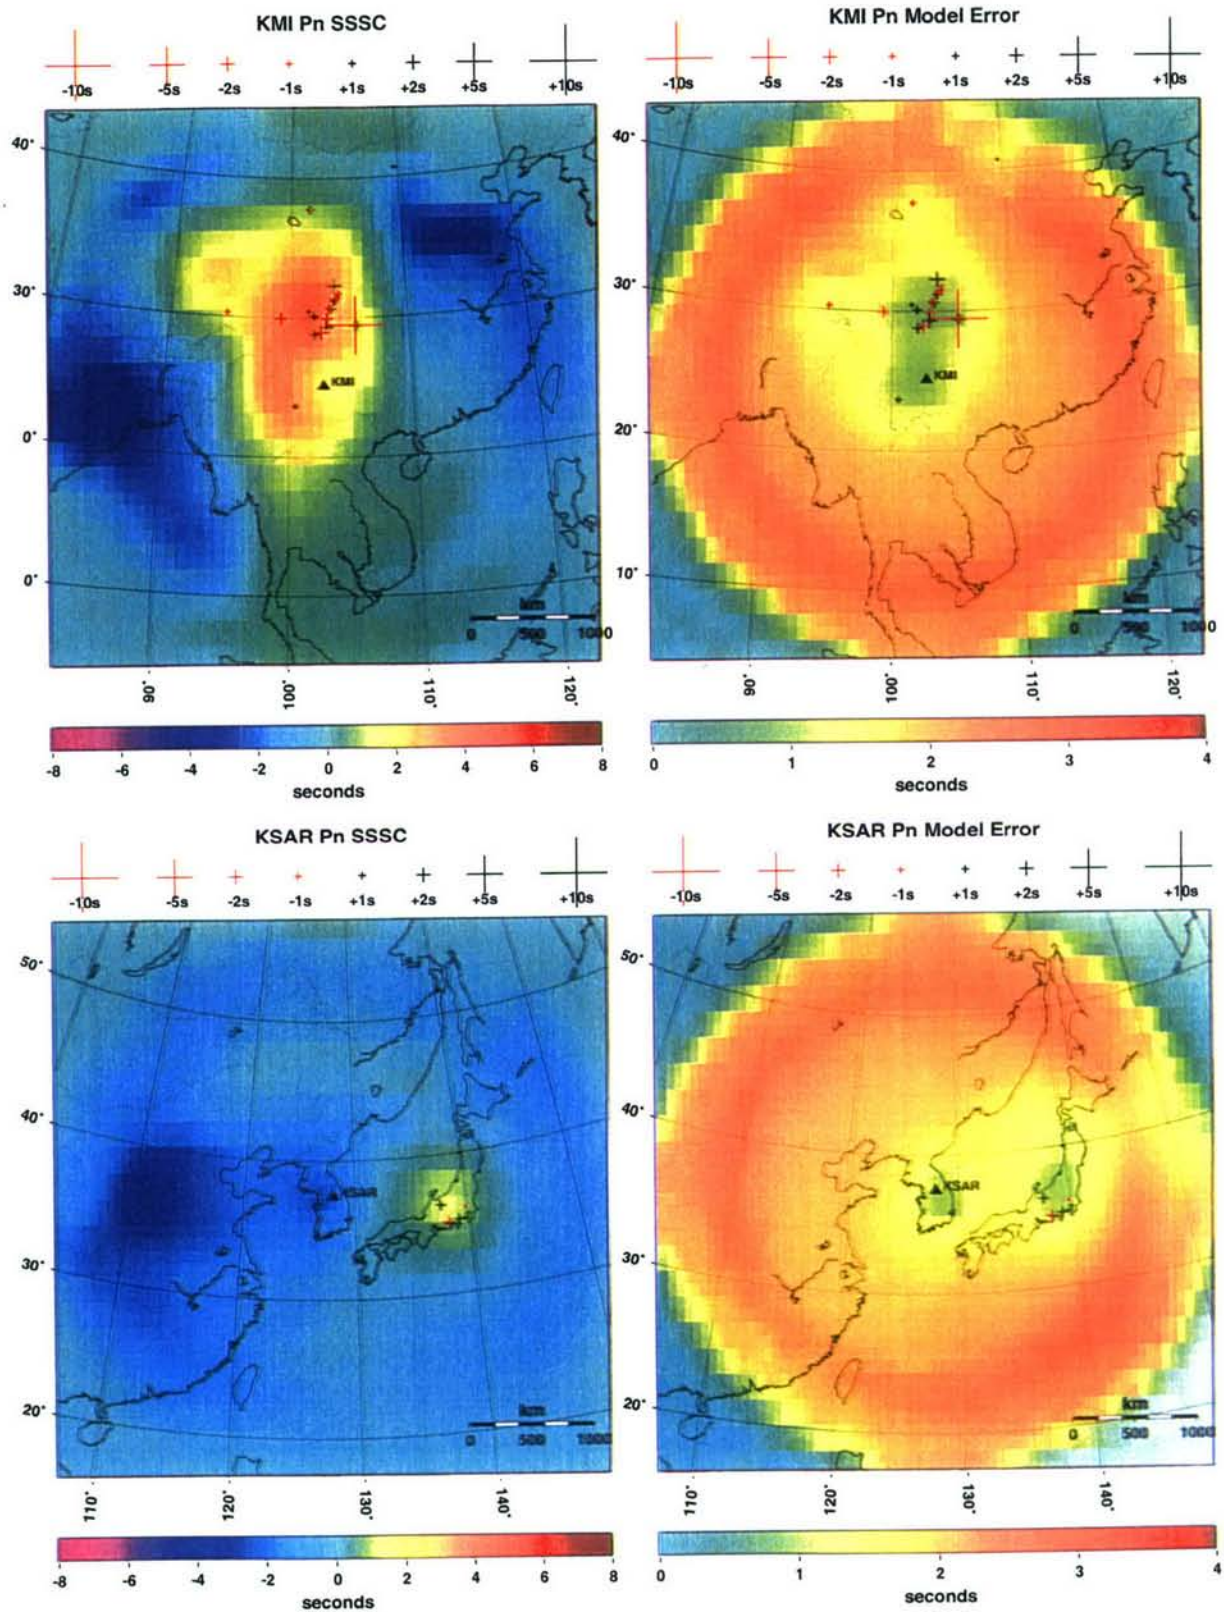 KMI Pn SSSC
-10s -5s -2s -1s +1s +2s +5s +10s
40°
30°
0°
0°
KMI
km
0 500 1000
90° 100° 110° 120°
-8 -6 -4 -2 0 2 4 6 8
seconds
KMI Pn Model Error
-10s -5s -2s -1s +1s +2s +5s +10s
40°
30°
20°
10°
KMI
km
0 500 1000
90° 100° 110° 120°
0 1 2 3 4
seconds
KSAR Pn SSSC
-10s -5s -2s -1s +1s +2s +5s +10s
50°
40°
30°
20°
KSAR
km
0 500 1000
110° 120° 130° 140°
-8 -6 -4 -2 0 2 4 6 8
seconds
KSAR Pn Model Error
-10s -5s -2s -1s +1s +2s +5s +10s
50°
40°
30°
20°
KSAR
km
0 500 1000
110° 120° 130° 140°
0 1 2 3 4
seconds